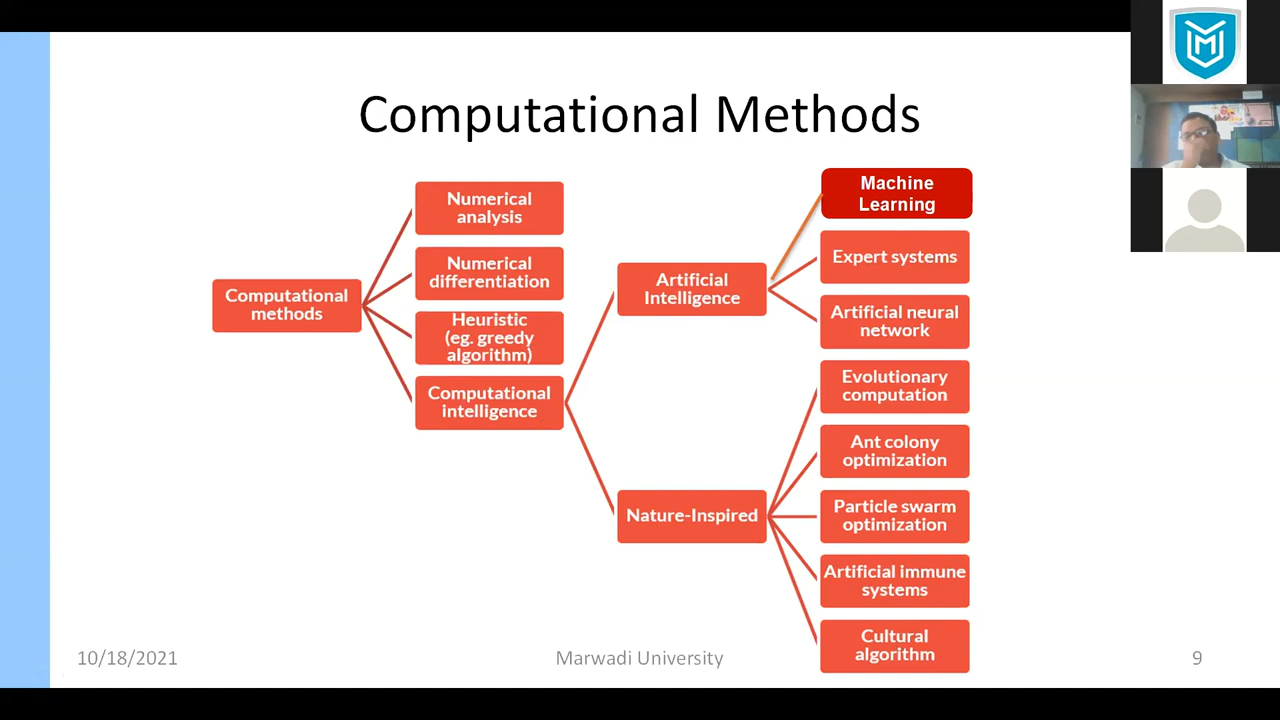 Computational Methods
Computational
methods
Numerical
analysis
Numerical
differentiation
Heuristic
(eg. greedy
algorithm)
Computational
intelligence
Artificial
Intelligence
Nature-Inspired
Machine
Learning
Expert systems
Artificial neural
network
Evolutionary
computation
Ant colony
optimization
Particle swarm
optimization
Artificial immune
systems
Cultural
algorithm
10/18/2021
Marwadi University
9